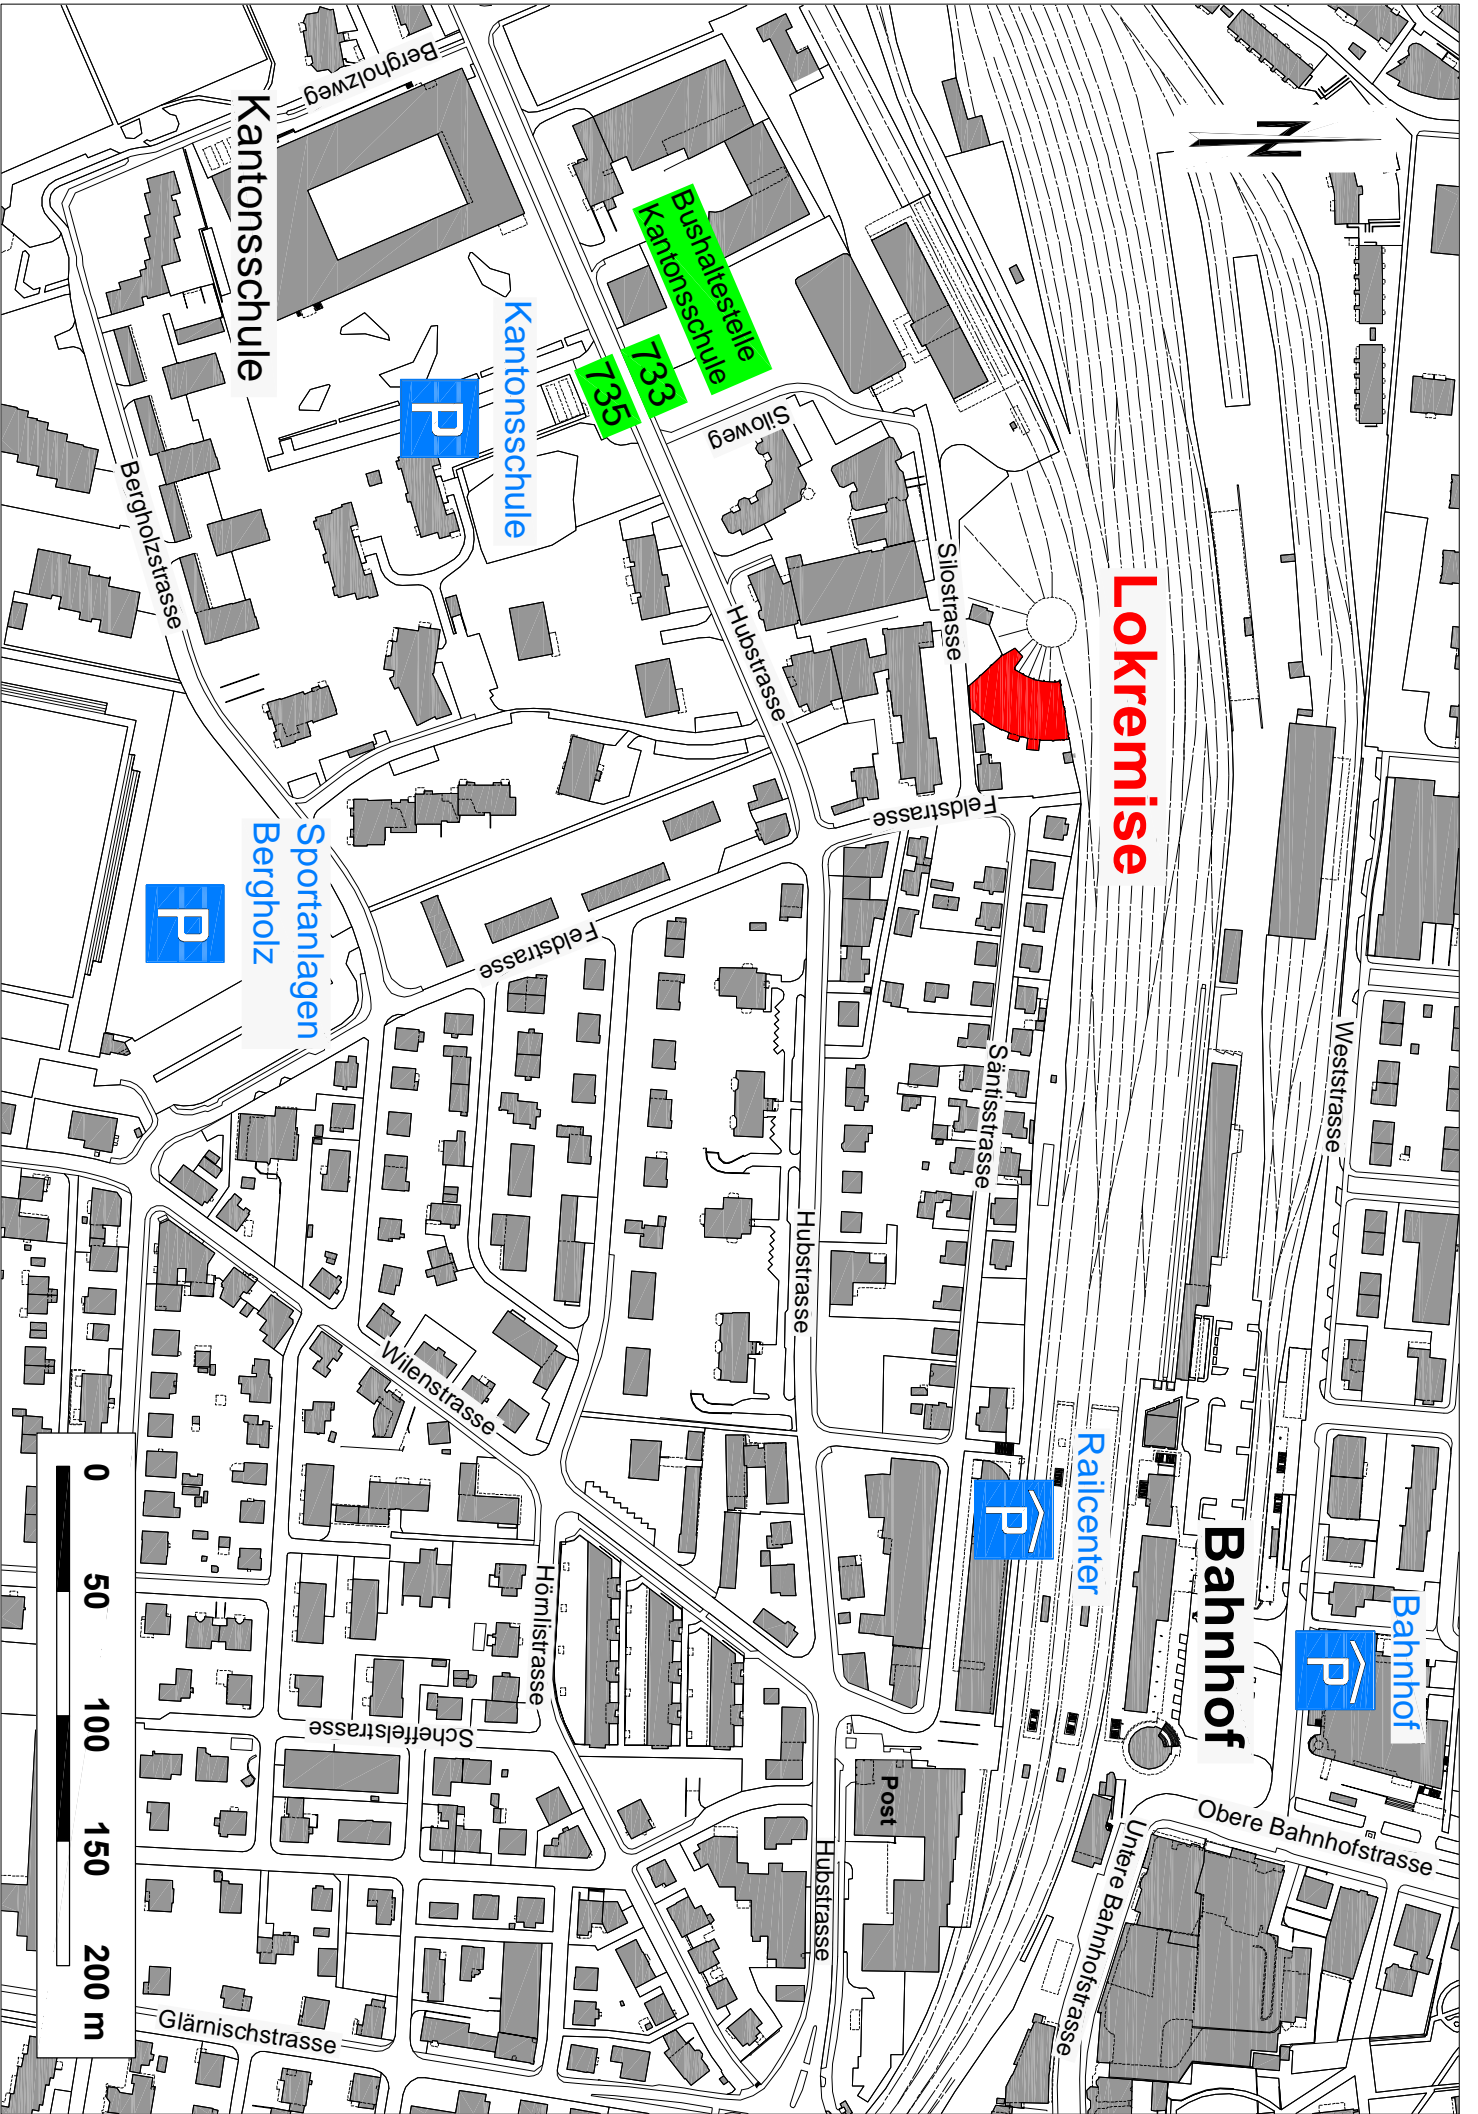 N
Weststrasse
Bahnhof
P
Obere Bahnhofstrasse
Bahnhof
Untere Bahnhofstrasse
Lokremise
Railcenter
P
Silostrasse
Feldstrasse
Säntisstrasse
Post
Siloweg
Bushaltestelle
Kantonsschule
733
735
Hubstrasse
Hubstrasse
Hubstrasse
Kantonsschule
P
Bergholzweg
Kantonsschule
Bergholzstrasse
Feldstrasse
Sportanlagen
Bergholz
P
Wilenstrasse
Hörnlistrasse
Scheffelstrasse
Glärnischstrasse
0 50 100 150 200 m